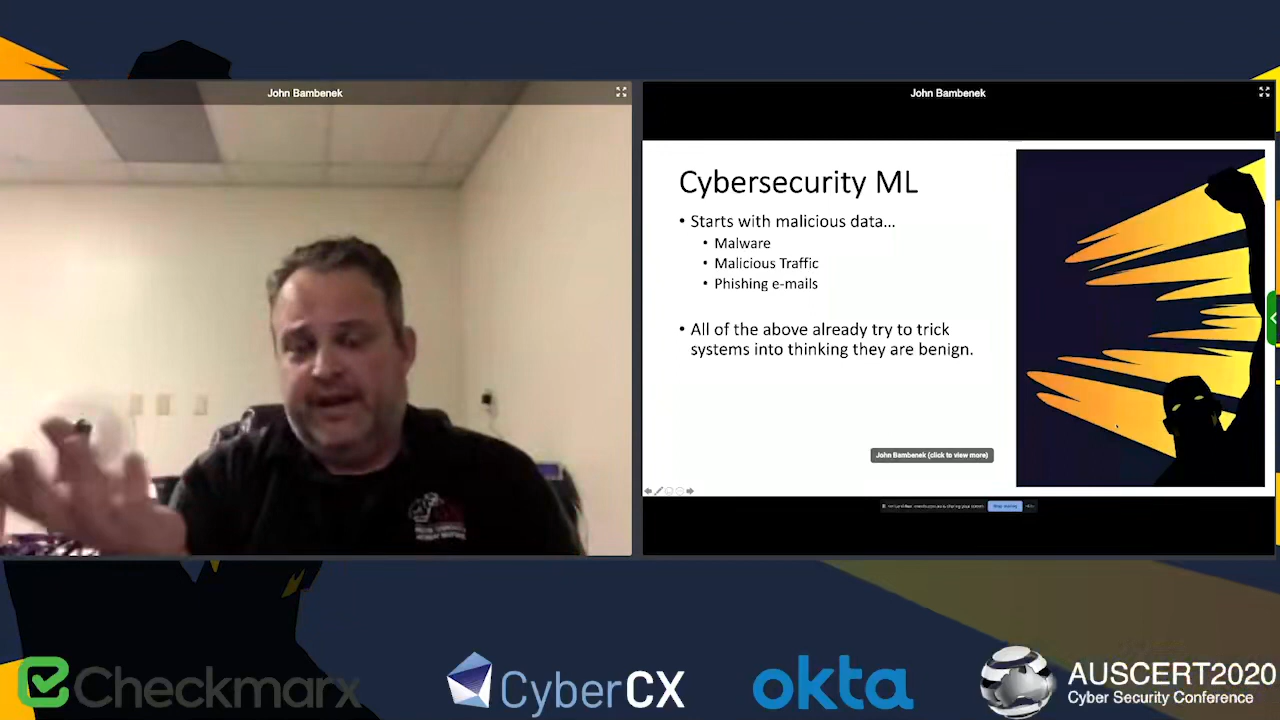 John Bambenek
John Bambenek
Cybersecurity ML
• Starts with malicious data...
• Malware
• Malicious Traffic
• Phishing e-mails
• All of the above already try to trick
systems into thinking they are benign.
John Bambenek (click to view more)
Checkmarx
CyberCX
okta
AUSCERT2020
Cyber Security Conference